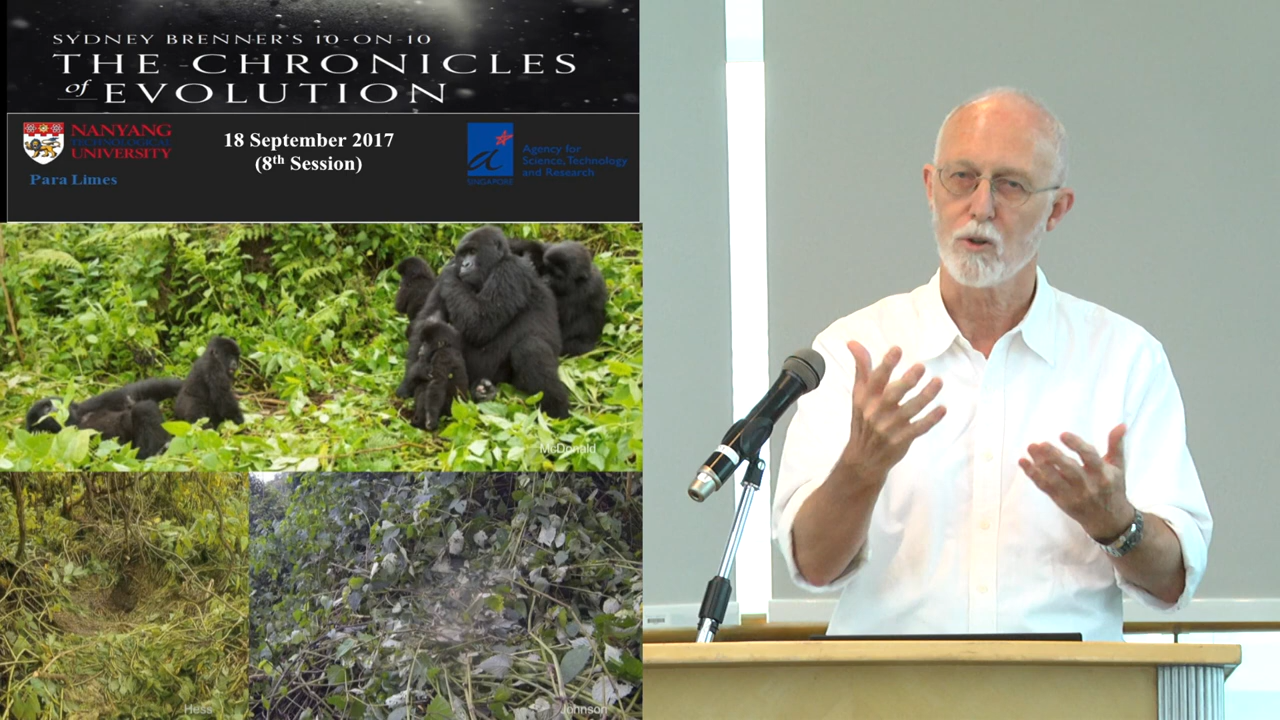 SYDNEY BRENNER'S 10-ON-10
THE CHRONICLES
of EVOLUTION
NANYANG
TECHNOLOGICAL
UNIVERSITY
Para Limes
18 September 2017
(8th Session)
Agency for
Science, Technology
and Research
SINGAPORE
McDonald
Hess
Johnson